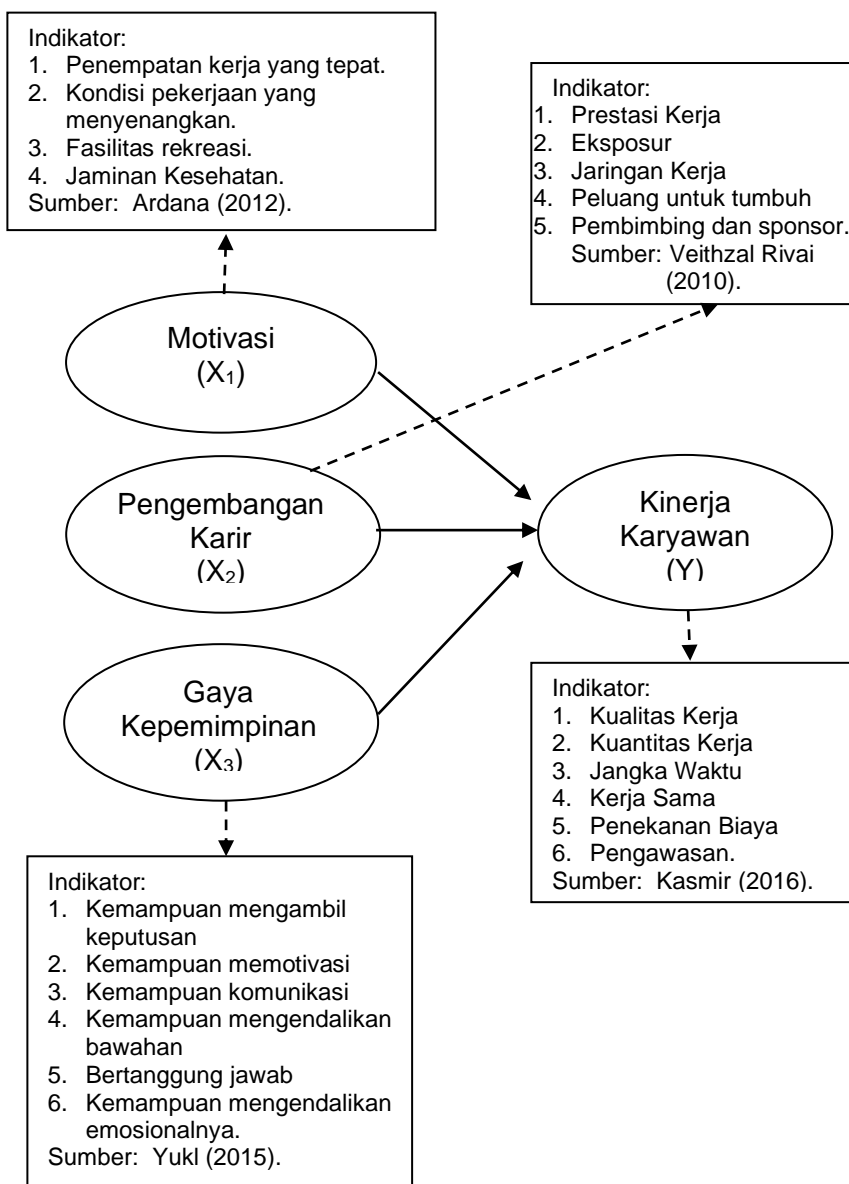 Indikator:
1. Penempatan kerja yang tepat.
2. Kondisi pekerjaan yang
menyenangkan.
3. Fasilitas rekreasi.
4. Jaminan Kesehatan.
Sumber: Ardana (2012).
Indikator:
1. Prestasi Kerja
2. Eksposur
3. Jaringan Kerja
4. Peluang untuk tumbuh
5. Pembimbing dan sponsor.
Sumber: Veithzal Rivai
(2010).
Motivasi
(X₁)
Pengembangan
Karir
(X₂)
Kinerja
Karyawan
(Y)
Gaya
Kepemimpinan
(X₃)
Indikator:
1. Kualitas Kerja
2. Kuantitas Kerja
3. Jangka Waktu
4. Kerja Sama
5. Penekanan Biaya
6. Pengawasan.
Sumber: Kasmir (2016).
Indikator:
1. Kemampuan mengambil
keputusan
2. Kemampuan memotivasi
3. Kemampuan komunikasi
4. Kemampuan mengendalikan
bawahan
5. Bertanggung jawab
6. Kemampuan mengendalikan
emosionalnya.
Sumber: Yukl (2015).